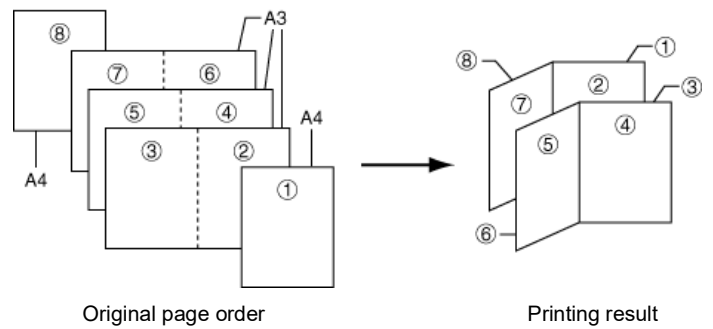 ⑧ A3
⑦ ⑥
⑤ ④
A4
③ ②
A4
①
①
⑧
② ③
⑦
④
⑤
⑥
Original page order
Printing result